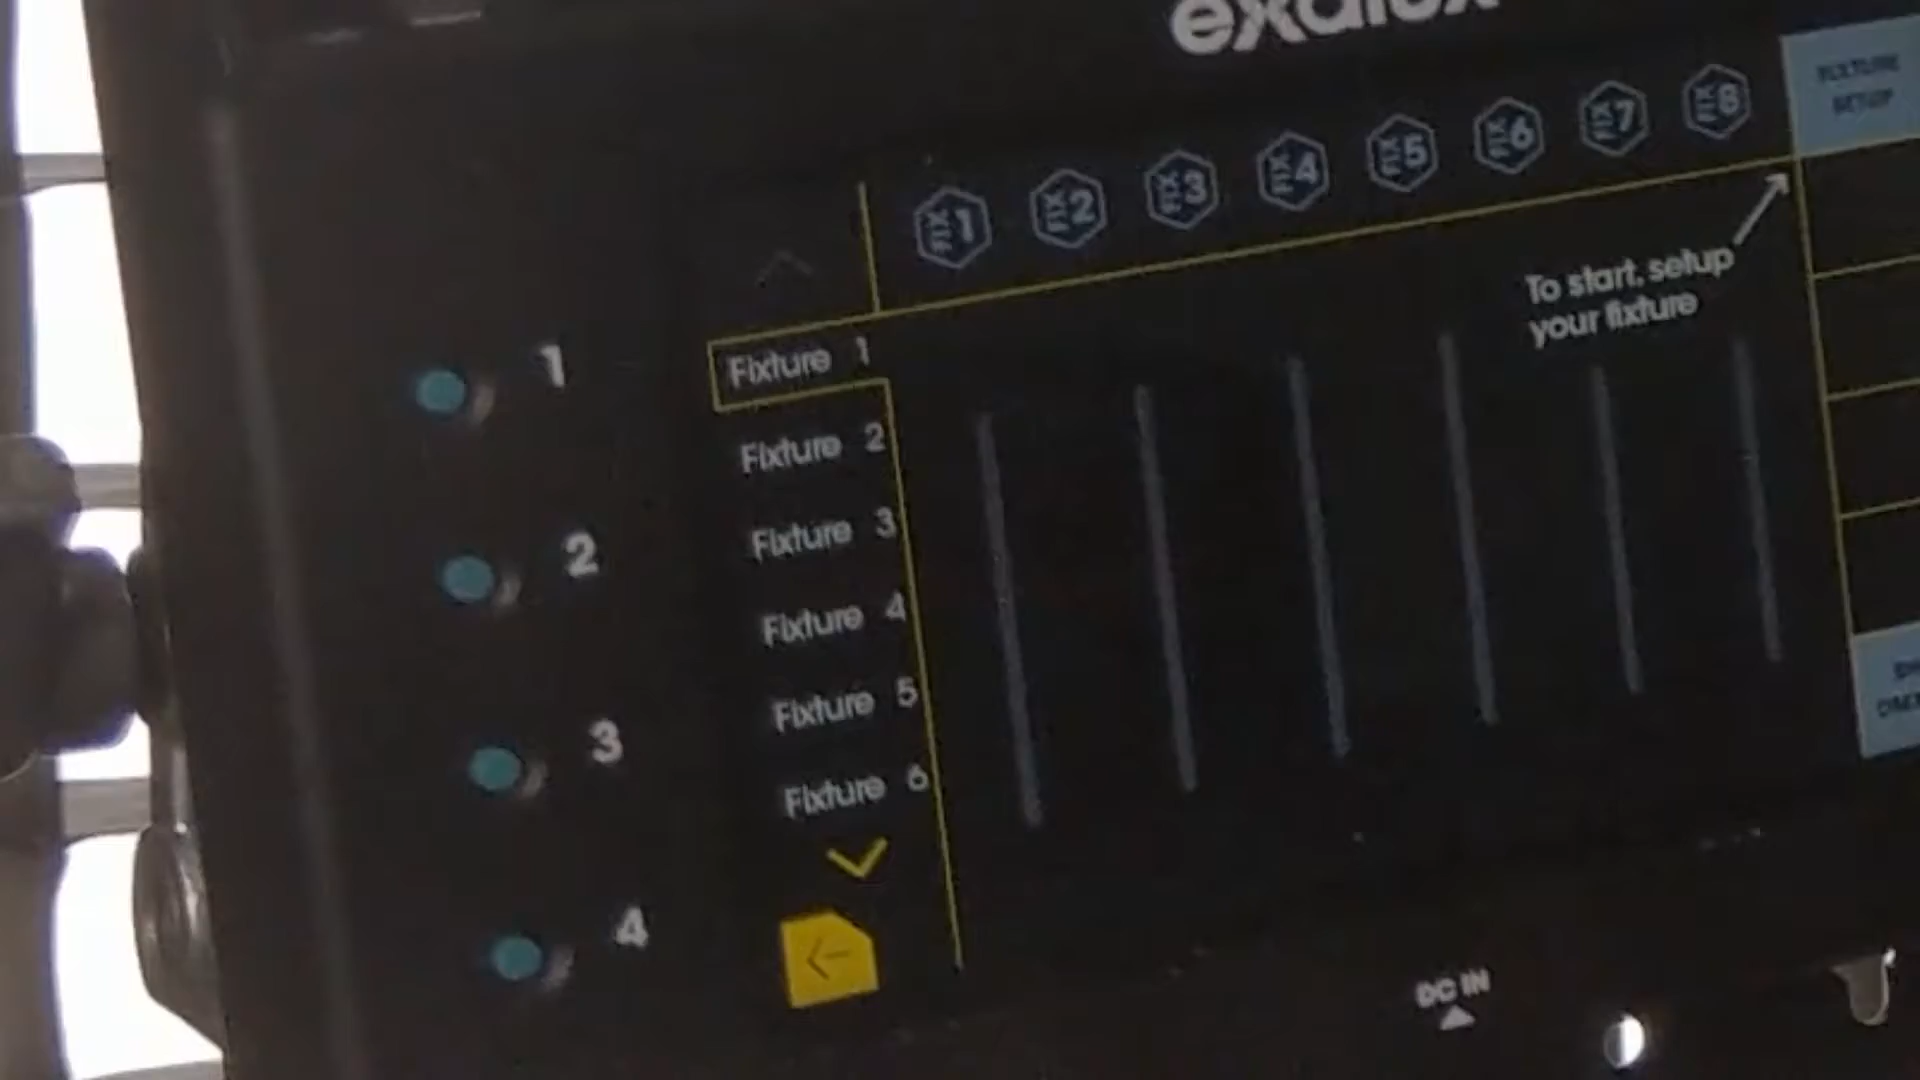 exalux
FIX 1 FIX 2 FIX 3 FIX 4 FIX 5 FIX 6 FIX 7 FIX 8
FIXTURE
SETUP
To start, setup
your fixture
1
2
3
4
Fixture 1
Fixture 2
Fixture 3
Fixture 4
Fixture 5
Fixture 6
DC IN